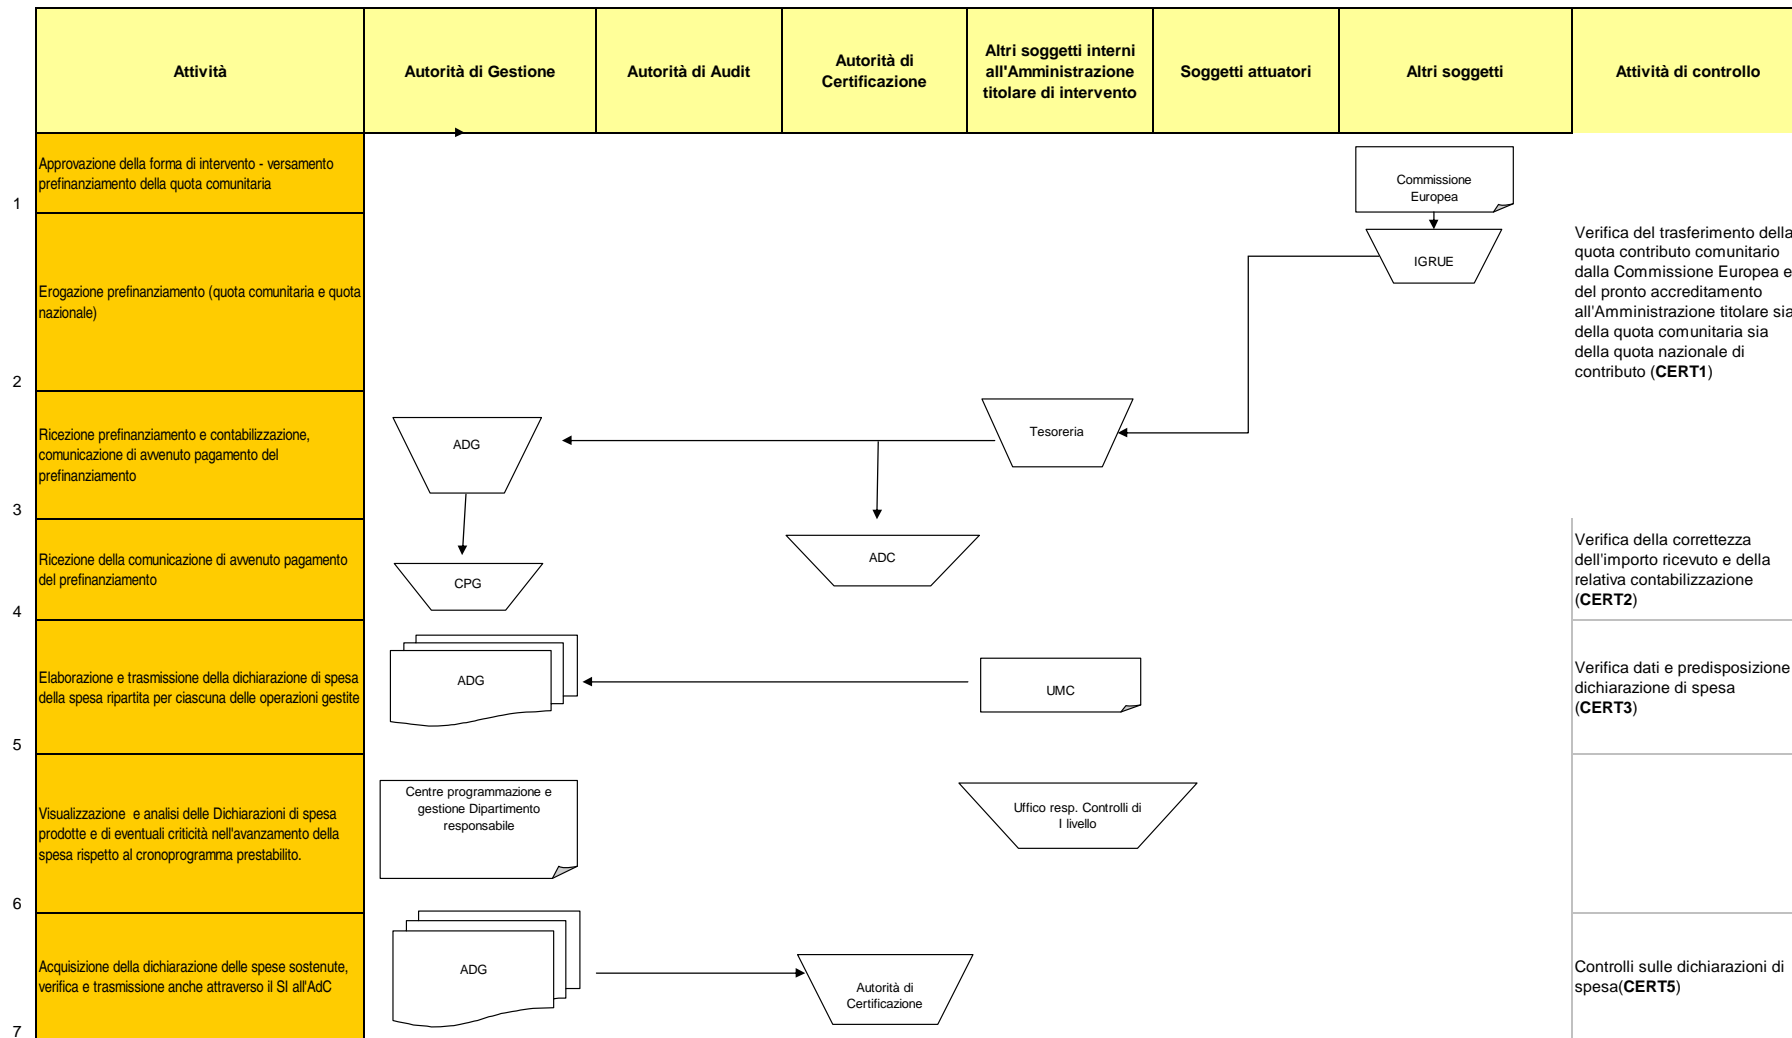 Attività
Autorità di Gestione
Autorità di Audit
Autorità di
Certificazione
Altri soggetti interni
all'Amministrazione
titolare di intervento
Soggetti attuatori
Altri soggetti
Attività di controllo
1
Approvazione della forma di intervento - versamento
prefinanziamento della quota comunitaria
Commissione
Europea
2
Erogazione prefinanziamento (quota comunitaria e quota
nazionale)
IGRUE
Verifica del trasferimento della
quota contributo comunitario
dalla Commissione Europea e
del pronto accreditamento
all'Amministrazione titolare sia
della quota comunitaria sia
della quota nazionale di
contributo (CERT1)
3
Ricezione prefinanziamento e contabilizzazione,
comunicazione di avvenuto pagamento del
prefinanziamento
ADG
Tesoreria
4
Ricezione della comunicazione di avvenuto pagamento
del prefinanziamento
CPG
ADC
Verifica della correttezza
dell'importo ricevuto e della
relativa contabilizzazione
(CERT2)
5
Elaborazione e trasmissione della dichiarazione di spesa
della spesa ripartita per ciascuna delle operazioni gestite
ADG
UMC
Verifica dati e predisposizione
dichiarazione di spesa
(CERT3)
6
Visualizzazione e analisi delle Dichiarazioni di spesa
prodotte e di eventuali criticità nell'avanzamento della
spesa rispetto al cronoprogramma prestabilito.
Centre programmazione e
gestione Dipartimento
responsabile
Uffico resp. Controlli di
I livello
7
Acquisizione della dichiarazione delle spese sostenute,
verifica e trasmissione anche attraverso il SI all'AdC
ADG
Autorità di
Certificazione
Controlli sulle dichiarazioni di
spesa(CERT5)